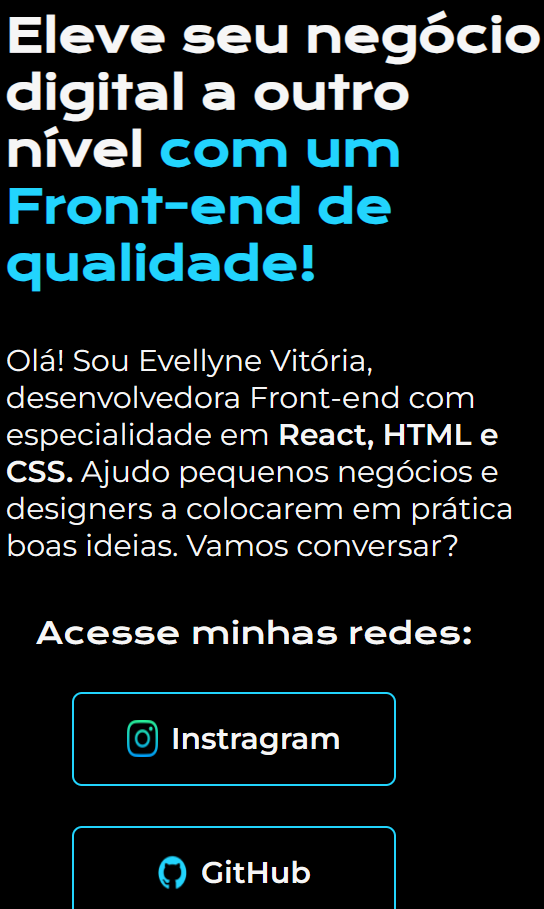 Eleve seu negócio
digital a outro
nível com um
Front-end de
qualidade!
Olá! Sou Evellyne Vitória,
desenvolvedora Front-end com
especialidade em React, HTML e
CSS. Ajudo pequenos negócios e
designers a colocarem em prática
boas ideias. Vamos conversar?
Acesse minhas redes:
Instragram
GitHub